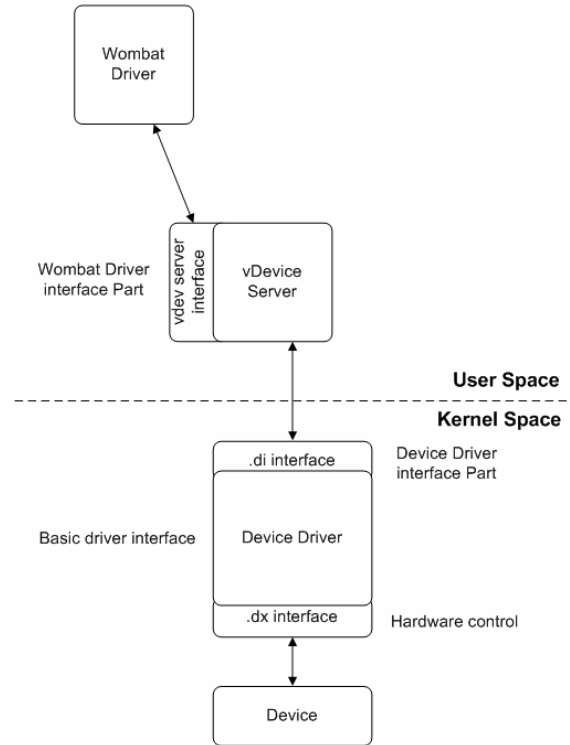 Wombat
Driver
Wombat Driver
interface Part
vdev server
interface
vDevice
Server
User Space
Kernel Space
.di interface
Device Driver
interface Part
Basic driver interface
Device Driver
.dx interface
Hardware control
Device